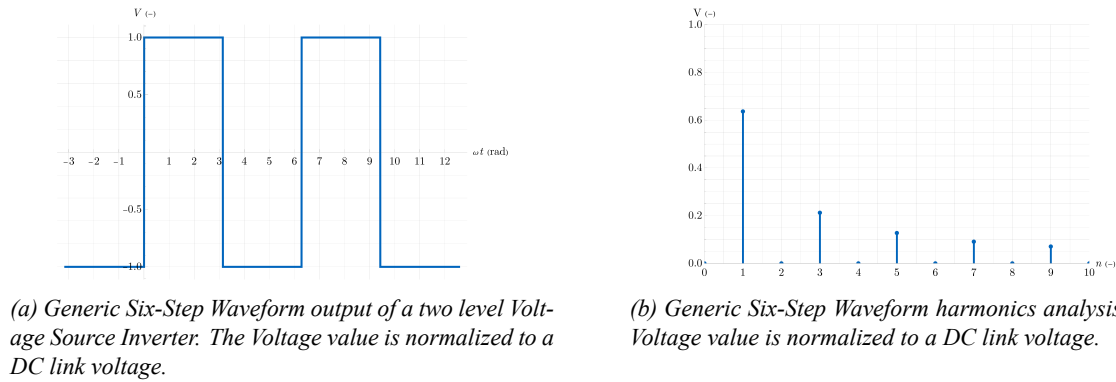 V (–)
1.0
0.5
−0.5
−1.0
−3 −2 −1 1 2 3 4 5 6 7 8 9 10 11 12
ωt (rad)
(a) Generic Six-Step Waveform output of a two level Volt-
age Source Inverter. The Voltage value is normalized to a
DC link voltage.
V (–)
1.0
0.8
0.6
0.4
0.2
0.0
0 1 2 3 4 5 6 7 8 9 10
n (–)
(b) Generic Six-Step Waveform harmonics analysis
Voltage value is normalized to a DC link voltage.